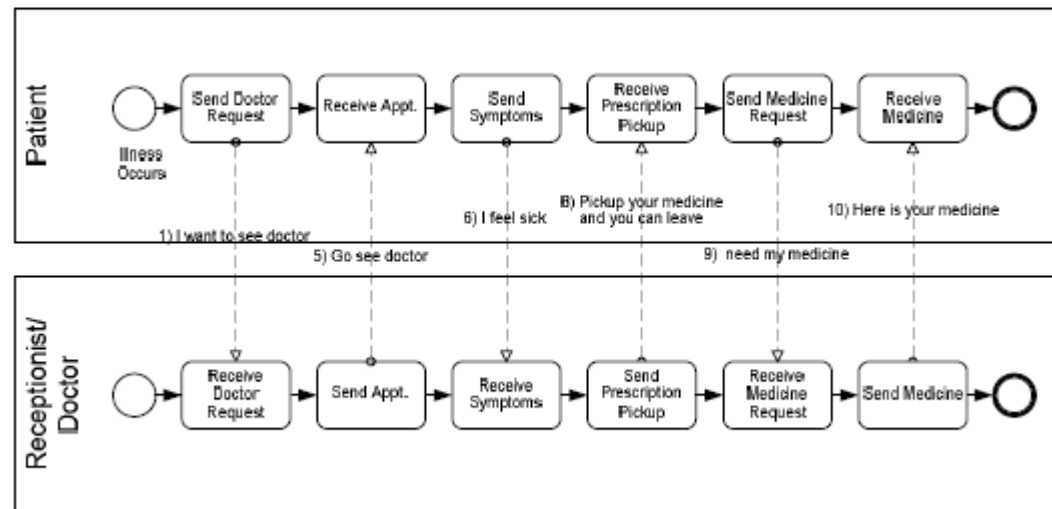 Patient
Send Doctor
Request
Receive Appt.
Send
Symptoms
Receive
Prescription
Pickup
Send Medicine
Request
Receive
Medicine
Illness
Occurs
1) I want to see doctor
5) Go see doctor
6) I feel sick
8) Pickup your medicine
and you can leave
9) need my medicine
10) Here is your medicine
Receptionist/
Doctor
Receive
Doctor
Request
Send Appt.
Receive
Symptoms
Send
Prescription
Pickup
Receive
Medicine
Request
Send Medicine